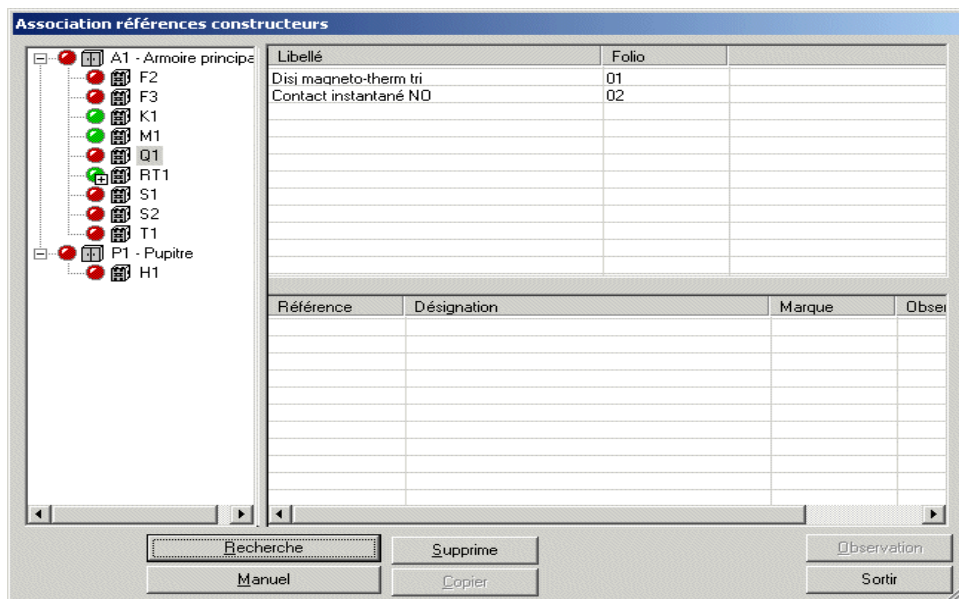 Association références constructeurs
A1 - Armoire principa
F2
F3
K1
M1
Q1
RT1
S1
S2
T1
P1 - Pupitre
H1
Libellé Folio
Disj magneto-therm tri 01
Contact instantané NO 02
Référence Désignation Marque Obser
Recherche Supprime Observation
Manuel Copier Sortir